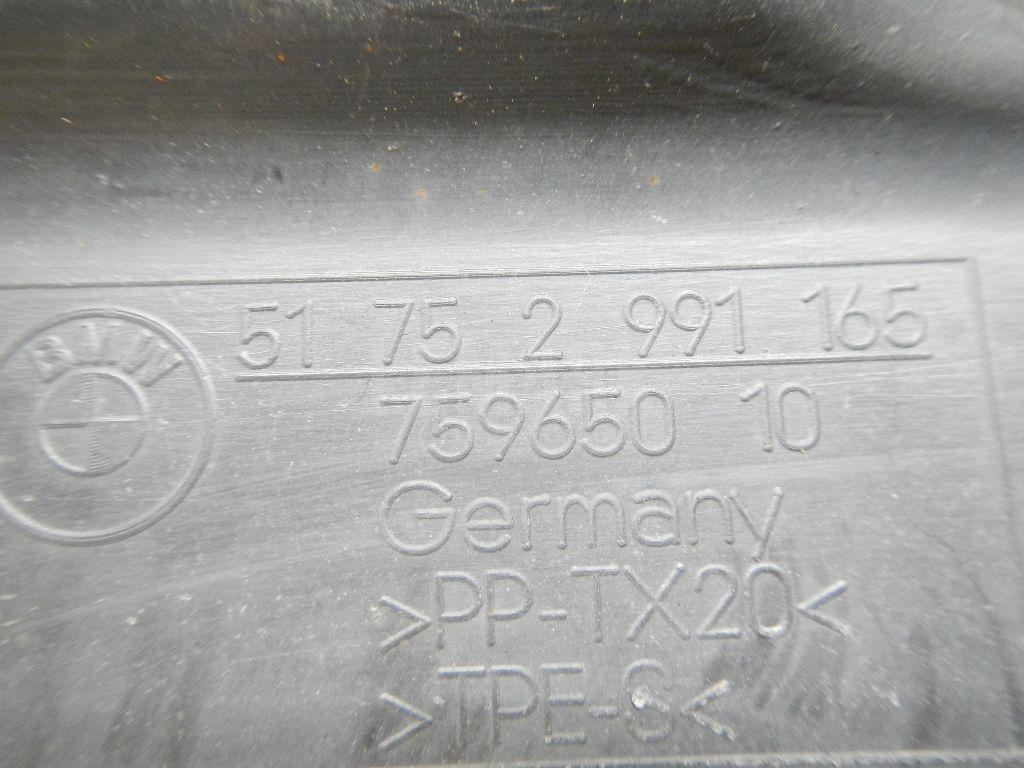 BMW
51 75 2 991 165
759650 10
Germany
>PP-TX20<
>TPE-S<